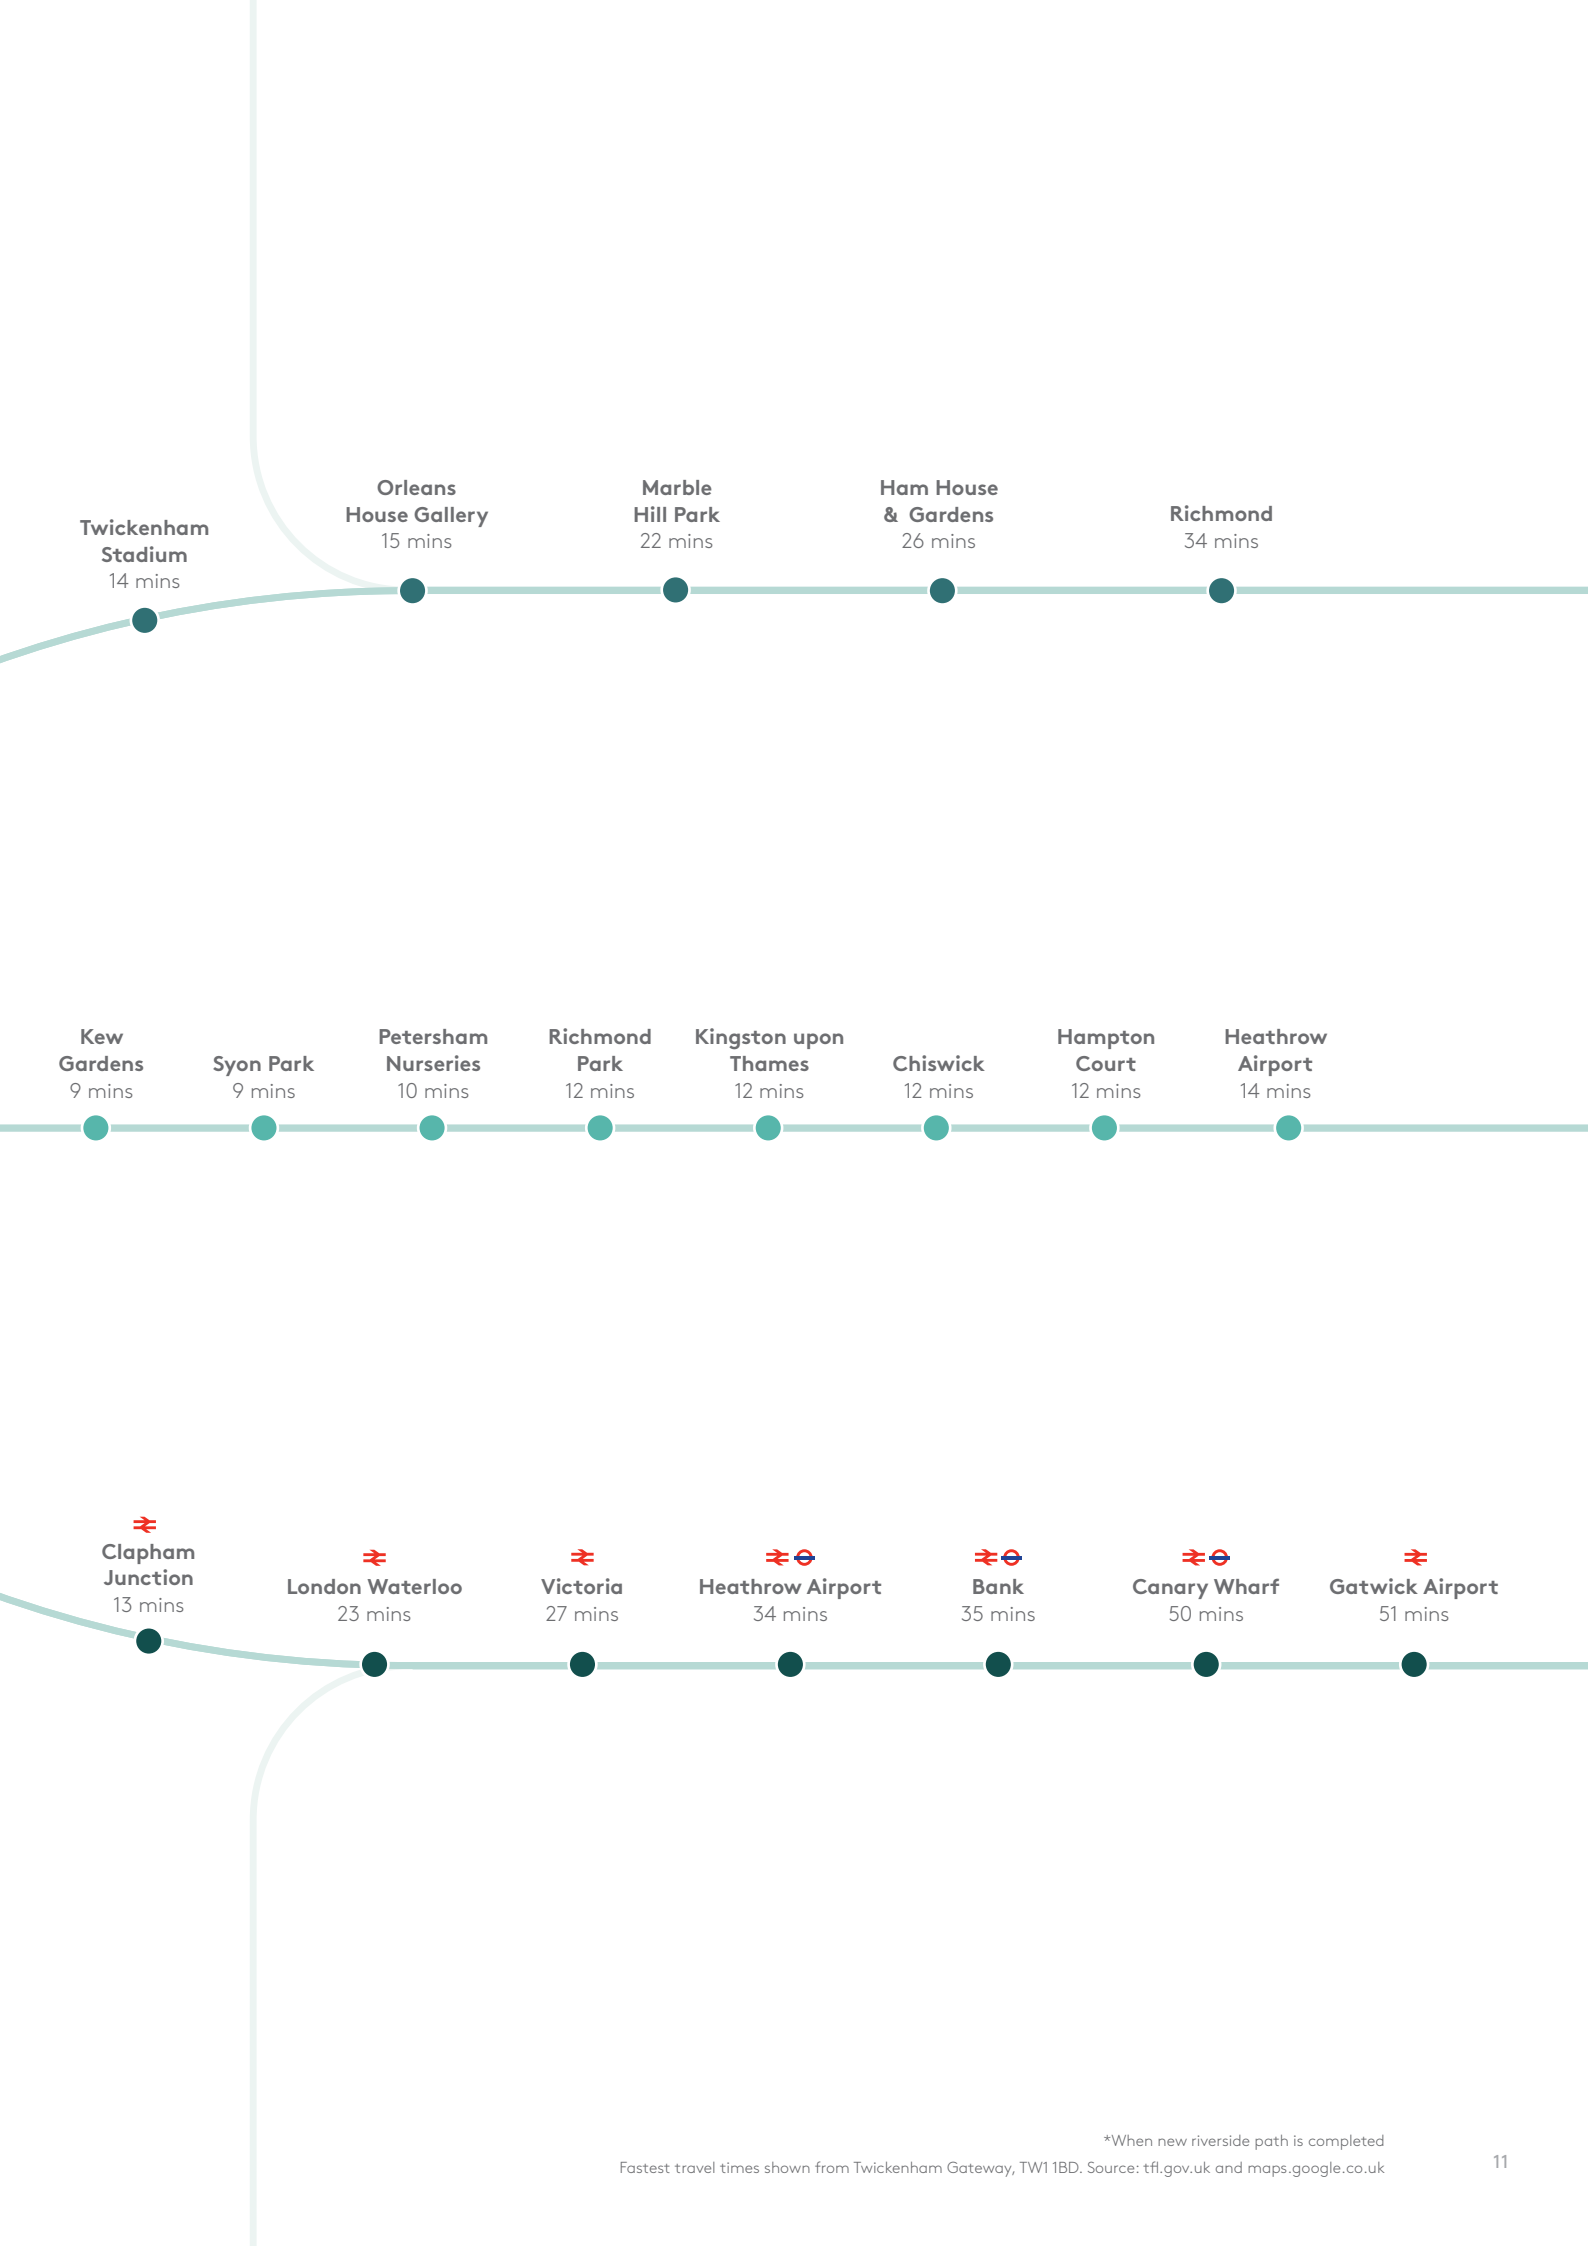 Twickenham
Stadium
14 mins
Orleans
House Gallery
15 mins
Marble
Hill Park
22 mins
Ham House
& Gardens
26 mins
Richmond
34 mins
Kew
Gardens
9 mins
Syon Park
9 mins
Petersham
Nurseries
10 mins
Richmond
Park
12 mins
Kingston upon
Thames
12 mins
Chiswick
12 mins
Hampton
Court
12 mins
Heathrow
Airport
14 mins
Clapham
Junction
13 mins
London Waterloo
23 mins
Victoria
27 mins
Heathrow Airport
34 mins
Bank
35 mins
Canary Wharf
50 mins
Gatwick Airport
51 mins
*When new riverside path is completed
Fastest travel times shown from Twickenham Gateway, TW1 1BD. Source: tfl.gov.uk and maps.google.co.uk
11